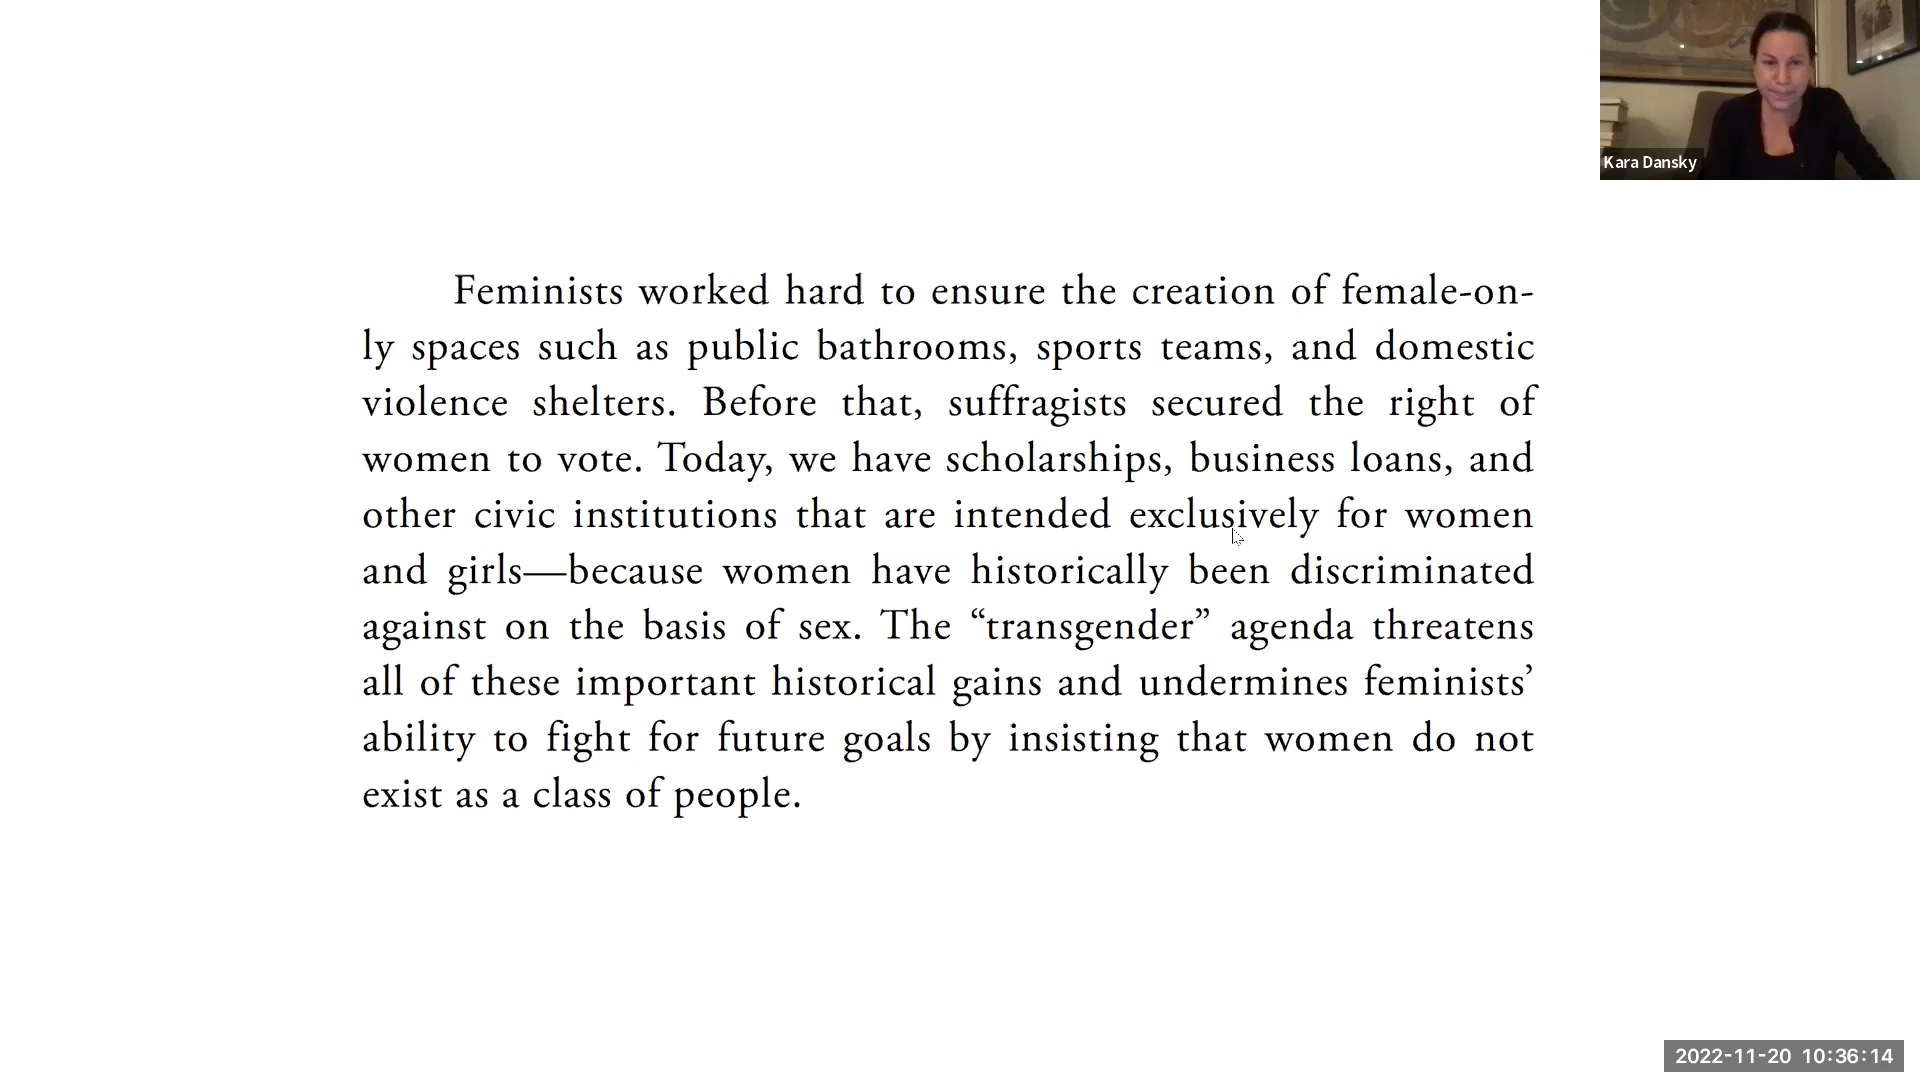 Kara Dansky
Feminists worked hard to ensure the creation of female-on-
ly spaces such as public bathrooms, sports teams, and domestic
violence shelters. Before that, suffragists secured the right of
women to vote. Today, we have scholarships, business loans, and
other civic institutions that are intended exclusively for women
and girls—because women have historically been discriminated
against on the basis of sex. The “transgender” agenda threatens
all of these important historical gains and undermines feminists’
ability to fight for future goals by insisting that women do not
exist as a class of people.
2022-11-20 10:36:14